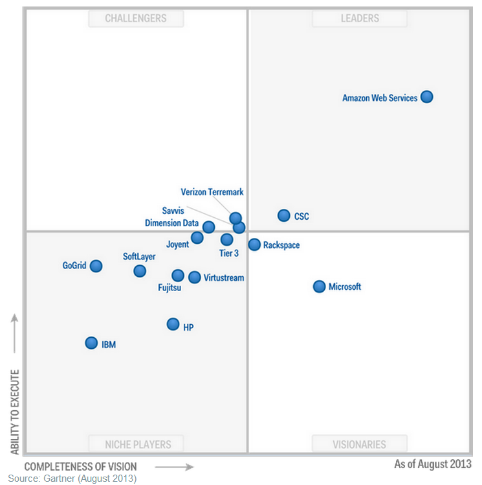 CHALLENGERS
LEADERS
Amazon Web Services
Verizon Terremark
Savvis
CSC
Dimension Data
Joyent
Tier 3
Rackspace
SoftLayer
GoGrid
Fujitsu
Virtustream
Microsoft
HP
IBM
ABILITY TO EXECUTE
NICHE PLAYERS
VISIONARIES
COMPLETENESS OF VISION
As of August 2013
Source: Gartner (August 2013)